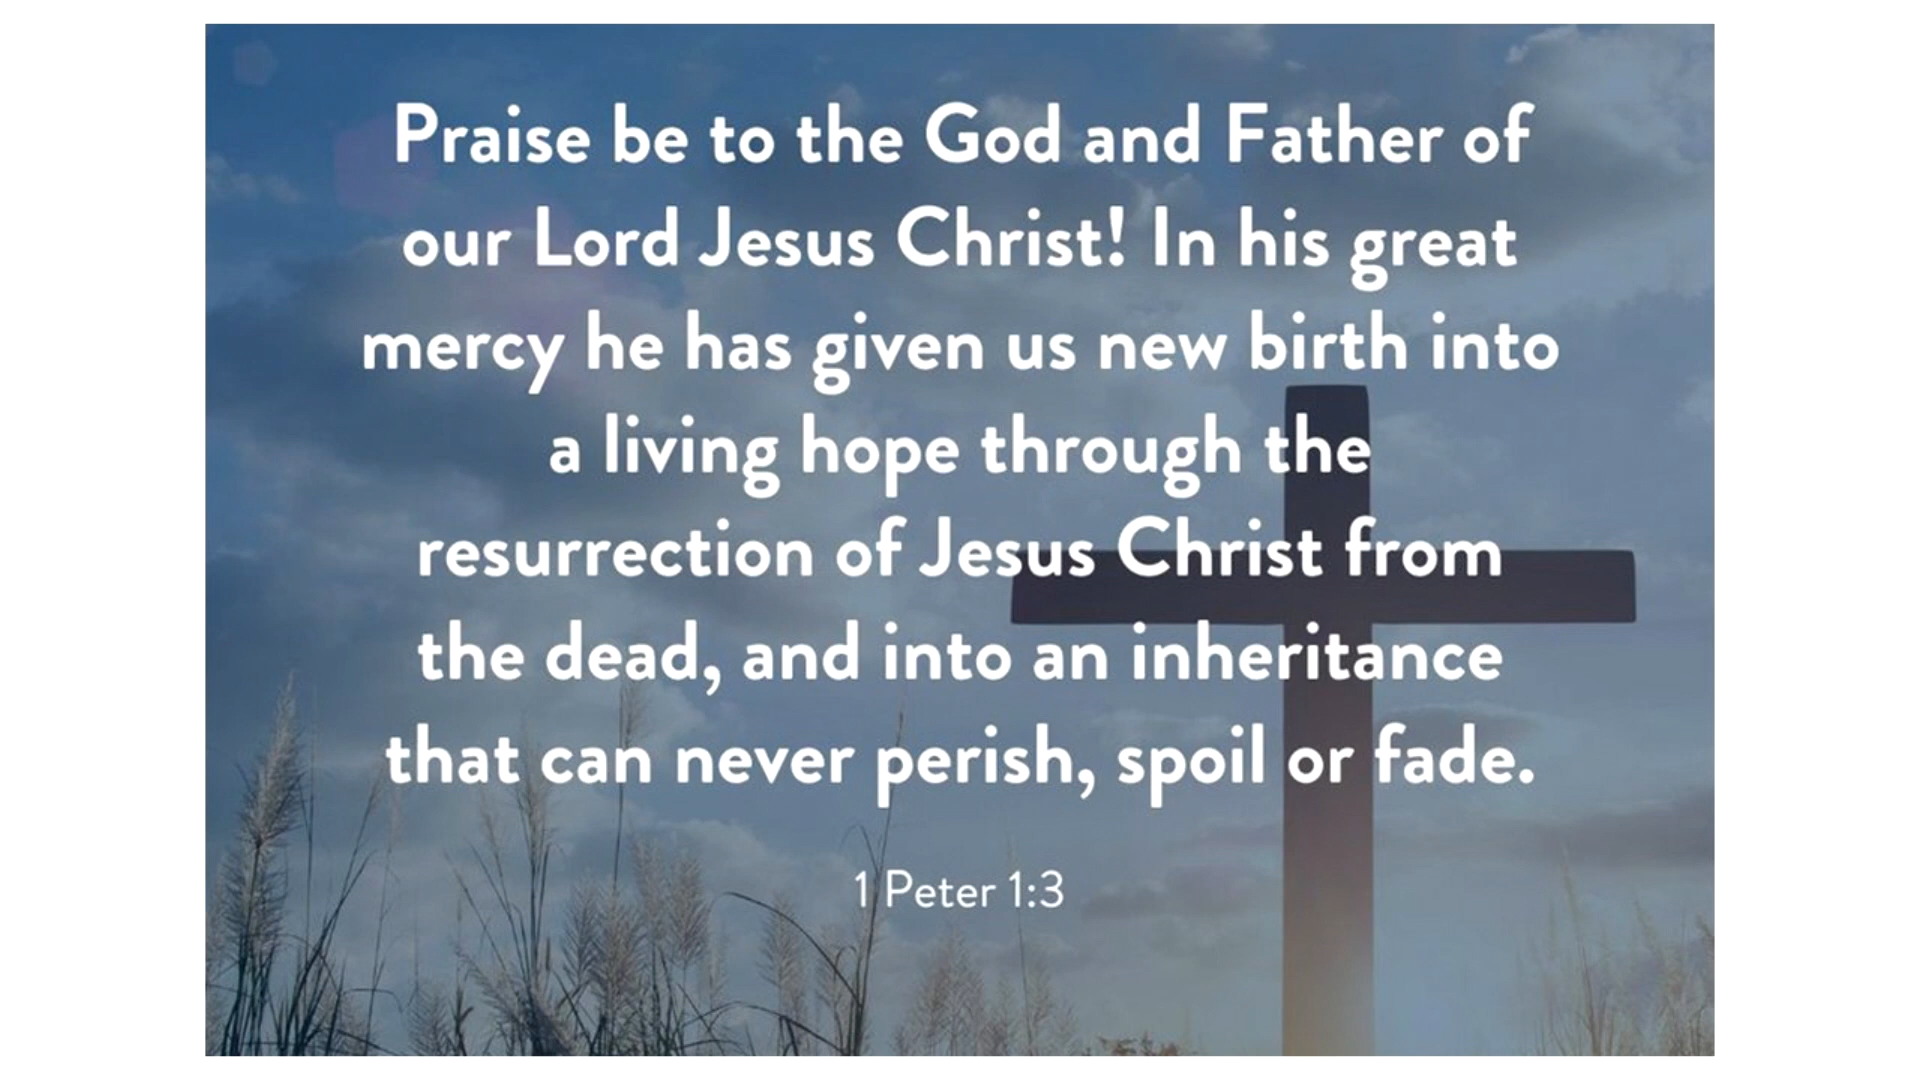 Praise be to the God and Father of
our Lord Jesus Christ! In his great
mercy he has given us new birth into
a living hope through the
resurrection of Jesus Christ from
the dead, and into an inheritance
that can never perish, spoil or fade.
1 Peter 1:3